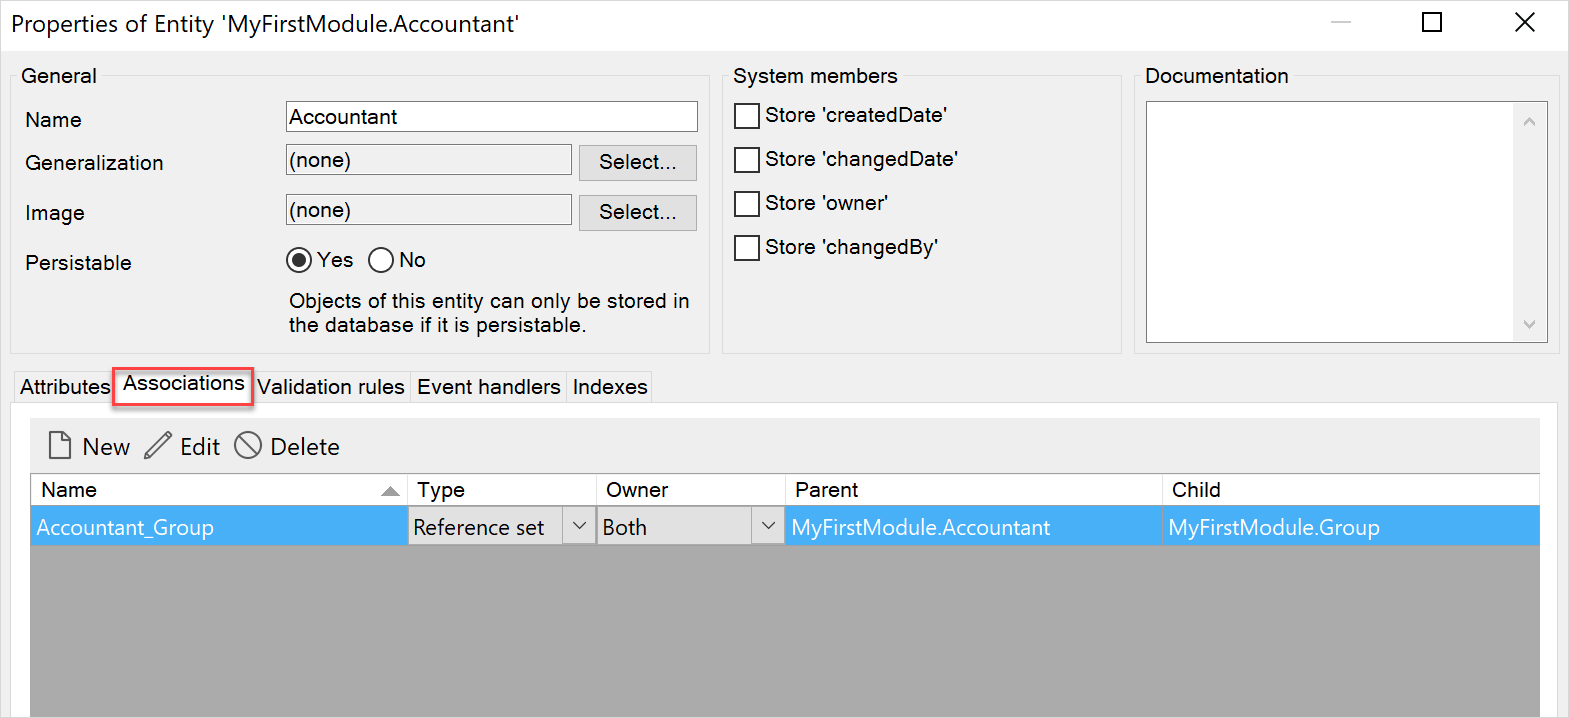 Properties of Entity 'MyFirstModule.Accountant'
General
Name
Accountant
Generalization
(none)
Select...
Image
(none)
Select...
Persistable
Yes
No
Objects of this entity can only be stored in
the database if it is persistable.
System members
Store 'createdDate'
Store 'changedDate'
Store 'owner'
Store 'changedBy'
Documentation
Attributes Associations Validation rules Event handlers Indexes
New Edit Delete
Name Type Owner Parent Child
Accountant_Group Reference set Both MyFirstModule.Accountant MyFirstModule.Group